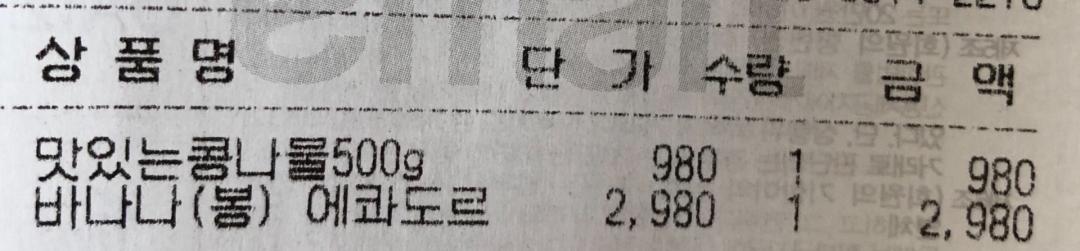 상 품 명 단 가 수량 금 액
맛있는콩나물500g 980 1 980
바나나(봉) 에콰도르 2,980 1 2,980